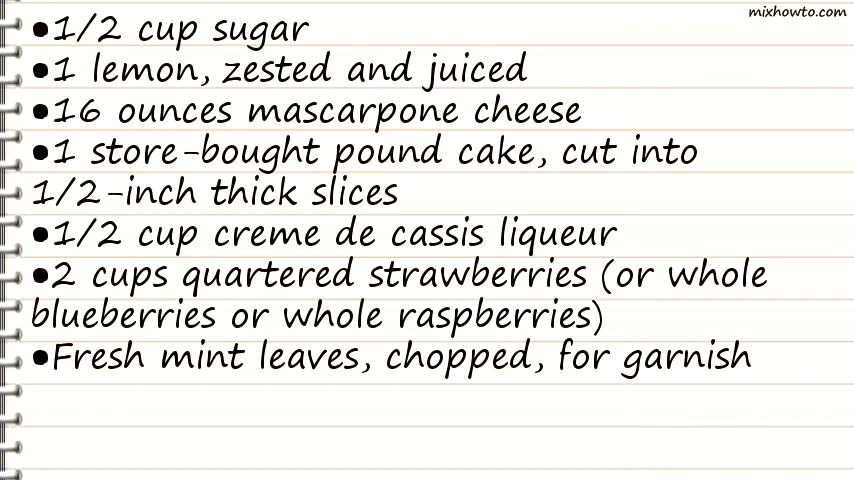 mixhowto.com
•1/2 cup sugar
•1 lemon, zested and juiced
•16 ounces mascarpone cheese
•1 store-bought pound cake, cut into
1/2-inch thick slices
•1/2 cup creme de cassis liqueur
•2 cups quartered strawberries (or whole
blueberries or whole raspberries)
•Fresh mint leaves, chopped, for garnish